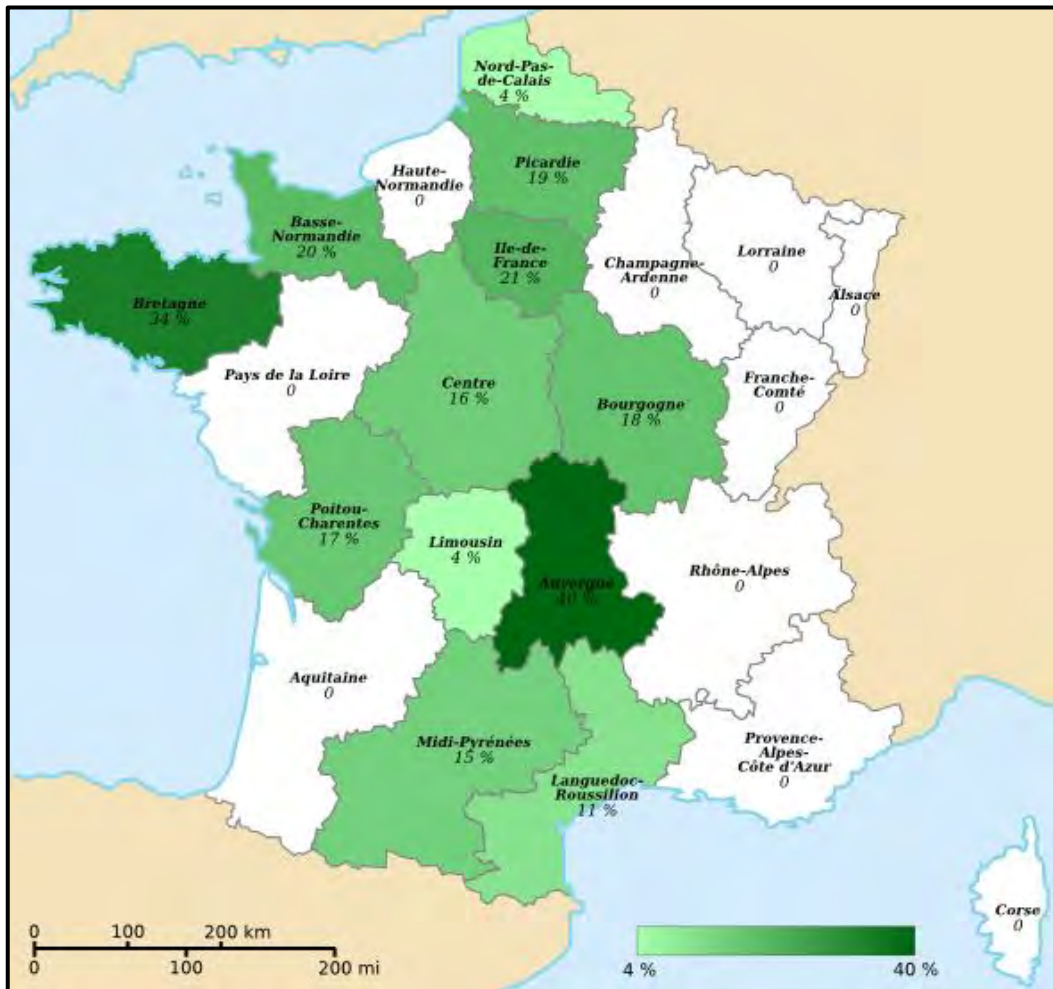 Nord-Pas-
de-Calais
4 %
Picardie
19 %
Haute-
Normandie
0
Basse-
Normandie
20 %
Ile-de-
France
21 %
Champagne-
Ardenne
0
Lorraine
0
Alsace
0
Bretagne
34 %
Pays de la Loire
0
Centre
16 %
Bourgogne
18 %
Franche-
Comté
0
Poitou-
Charentes
17 %
Limousin
4 %
Auvergne
40 %
Rhône-Alpes
0
Aquitaine
0
Midi-Pyrénées
15 %
Languedoc-
Roussillon
11 %
Provence-
Alpes-
Côte d'Azur
0
Corse
0
0 100 200 km
0 100 200 mi
4 % 40 %